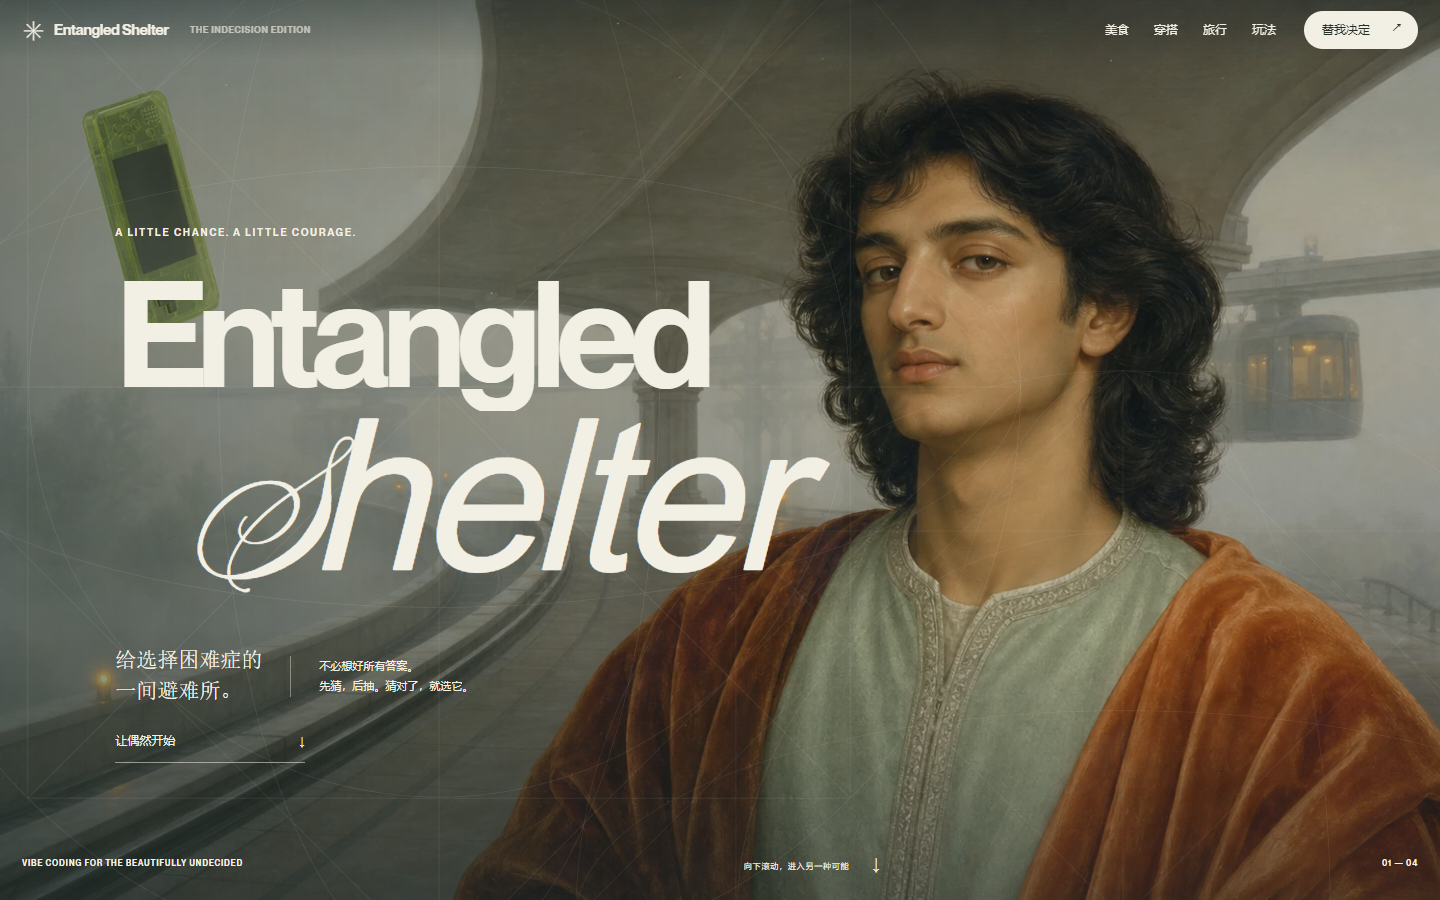 Entangled Shelter
THE INDECISION EDITION
美食
穿搭
旅行
玩法
替我决定 ↗
A LITTLE CHANCE. A LITTLE COURAGE.
Entangled
Shelter
给选择困难症的
一间避难所。
不必想好所有答案。
先猜，后抽。猜对了，就选它。
让偶然开始 ↓
VIBE CODING FOR THE BEAUTIFULLY UNDECIDED
向下滚动，进入另一种可能 ↓
01 — 04